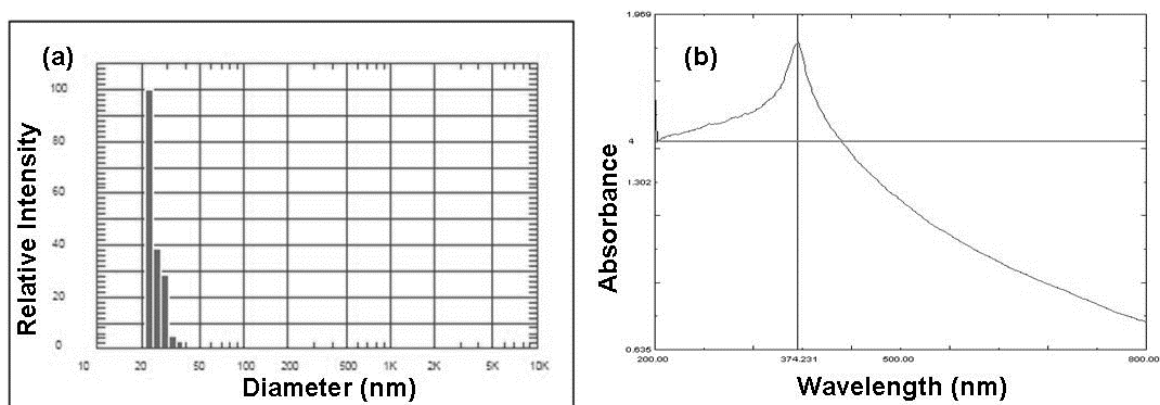 (a)
Relative Intensity
100
80
60
40
20
0
10 20 50 100 200 500 1K 2K 5K 10K
Diameter (nm)
(b)
Absorbance
1.969
4
1.302
0.635
200.00 374.231 500.00 800.00
Wavelength (nm)